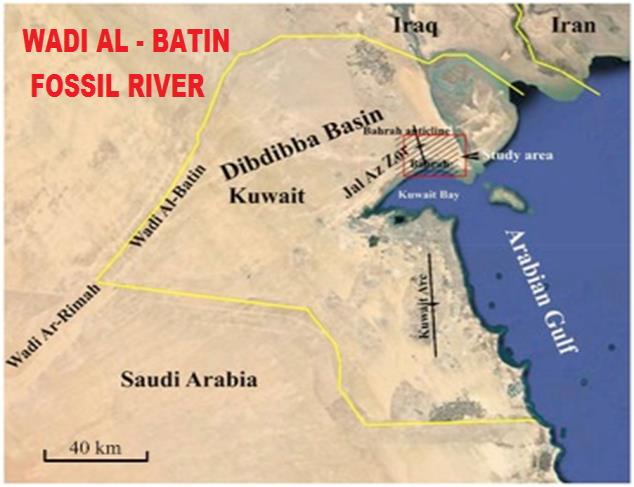 WADI AL - BATIN
FOSSIL RIVER
Iraq
Iran
Dibdibba Basin
Bahrah anticline
Jal Az Zor
Bahrah
Study area
Kuwait
Kuwait Bay
Wadi Al-Batin
Arabian Gulf
Wadi Ar-Rimah
Kuwait Arc
Saudi Arabia
40 km